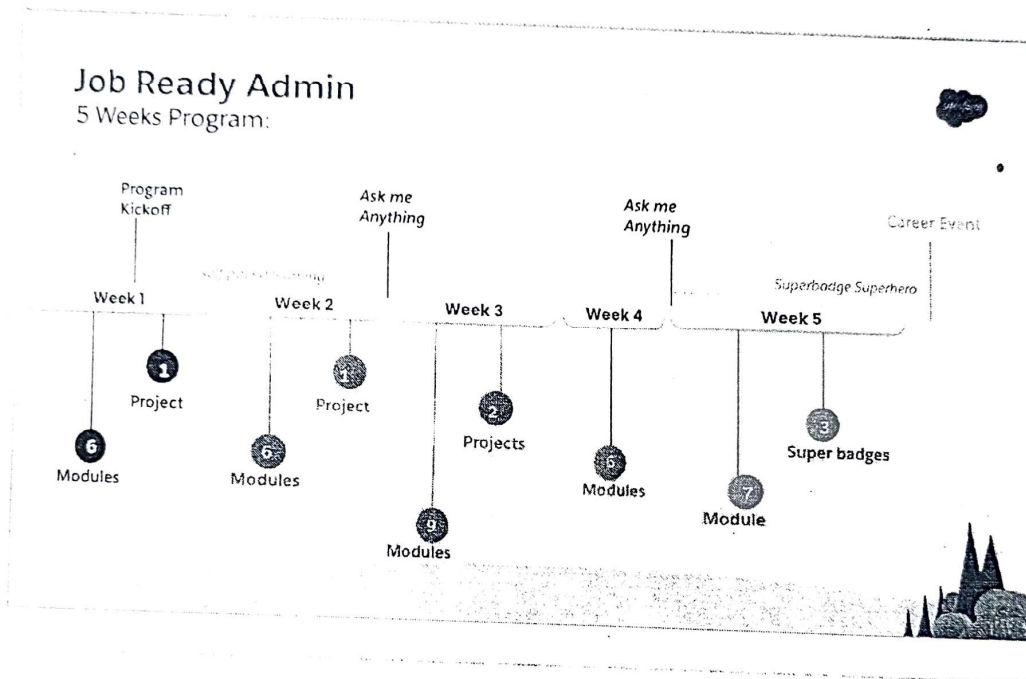 Job Ready Admin
5 Weeks Program:
Program
Kickoff
Ask me
Anything
Ask me
Anything
Career Event
Superbadge Superhero
Week 1
Week 2
Week 3
Week 4
Week 5
1
Project
1
Project
2
Projects
3
Super badges
6
Modules
6
Modules
9
Modules
Modules
7
Module